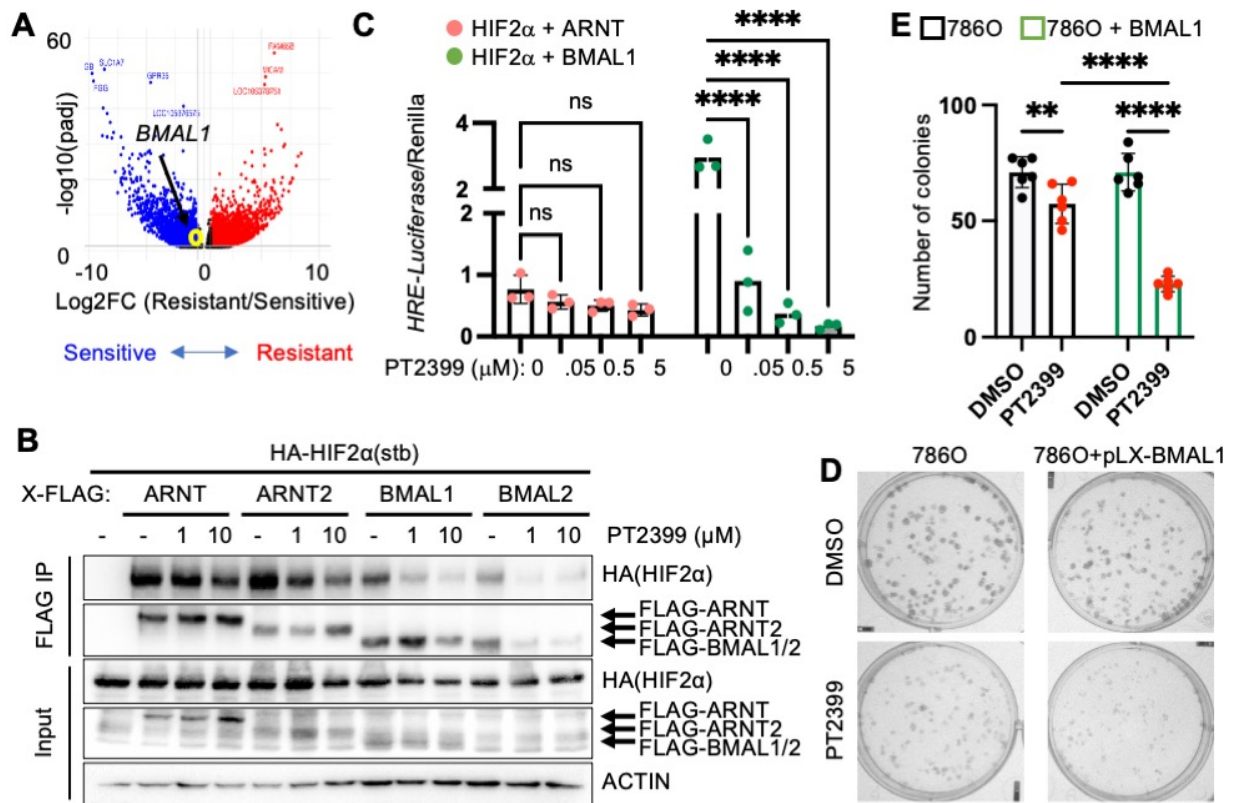 A
60
-log10(padj)
0
SLC1A7
GPR35
BMAL1
-10
0
10
Log2FC (Resistant/Sensitive)
Sensitive
Resistant
C
HIF2α + ARNT
HIF2α + BMAL1
HRE-Luciferase/Renilla
4
2
2
1
0
ns
ns
ns
****
****
****
PT2399 (μM): 0 .05 0.5 5 0 .05 0.5 5
E
786O
786O + BMAL1
Number of colonies
100
50
0
**
****
****
DMSO
PT2399
DMSO
PT2399
B
HA-HIF2α(stb)
X-FLAG: ARNT ARNT2 BMAL1 BMAL2
- - 1 10 - 1 10 - 1 10 - 1 10 PT2399 (μM)
FLAG IP
HA(HIF2α)
FLAG-ARNT
FLAG-ARNT2
FLAG-BMAL1/2
Input
HA(HIF2α)
FLAG-ARNT
FLAG-ARNT2
FLAG-BMAL1/2
ACTIN
D
786O
786O+pLX-BMAL1
DMSO
PT2399